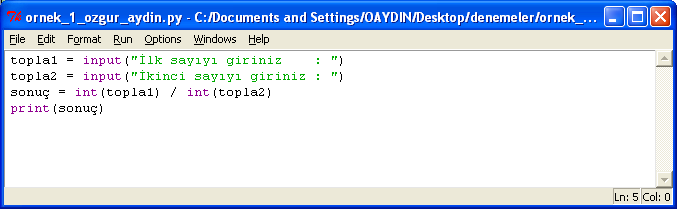 ornek_1_ozgur_aydin.py - C:/Documents and Settings/OAYDIN/Desktop/denemeler/ornek_...
File Edit Format Run Options Windows Help
topla1 = input("İlk sayıyı giriniz    : ")
topla2 = input("İkinci sayıyı giriniz : ")
sonuç = int(topla1) / int(topla2)
print(sonuç)
Ln: 5 Col: 0